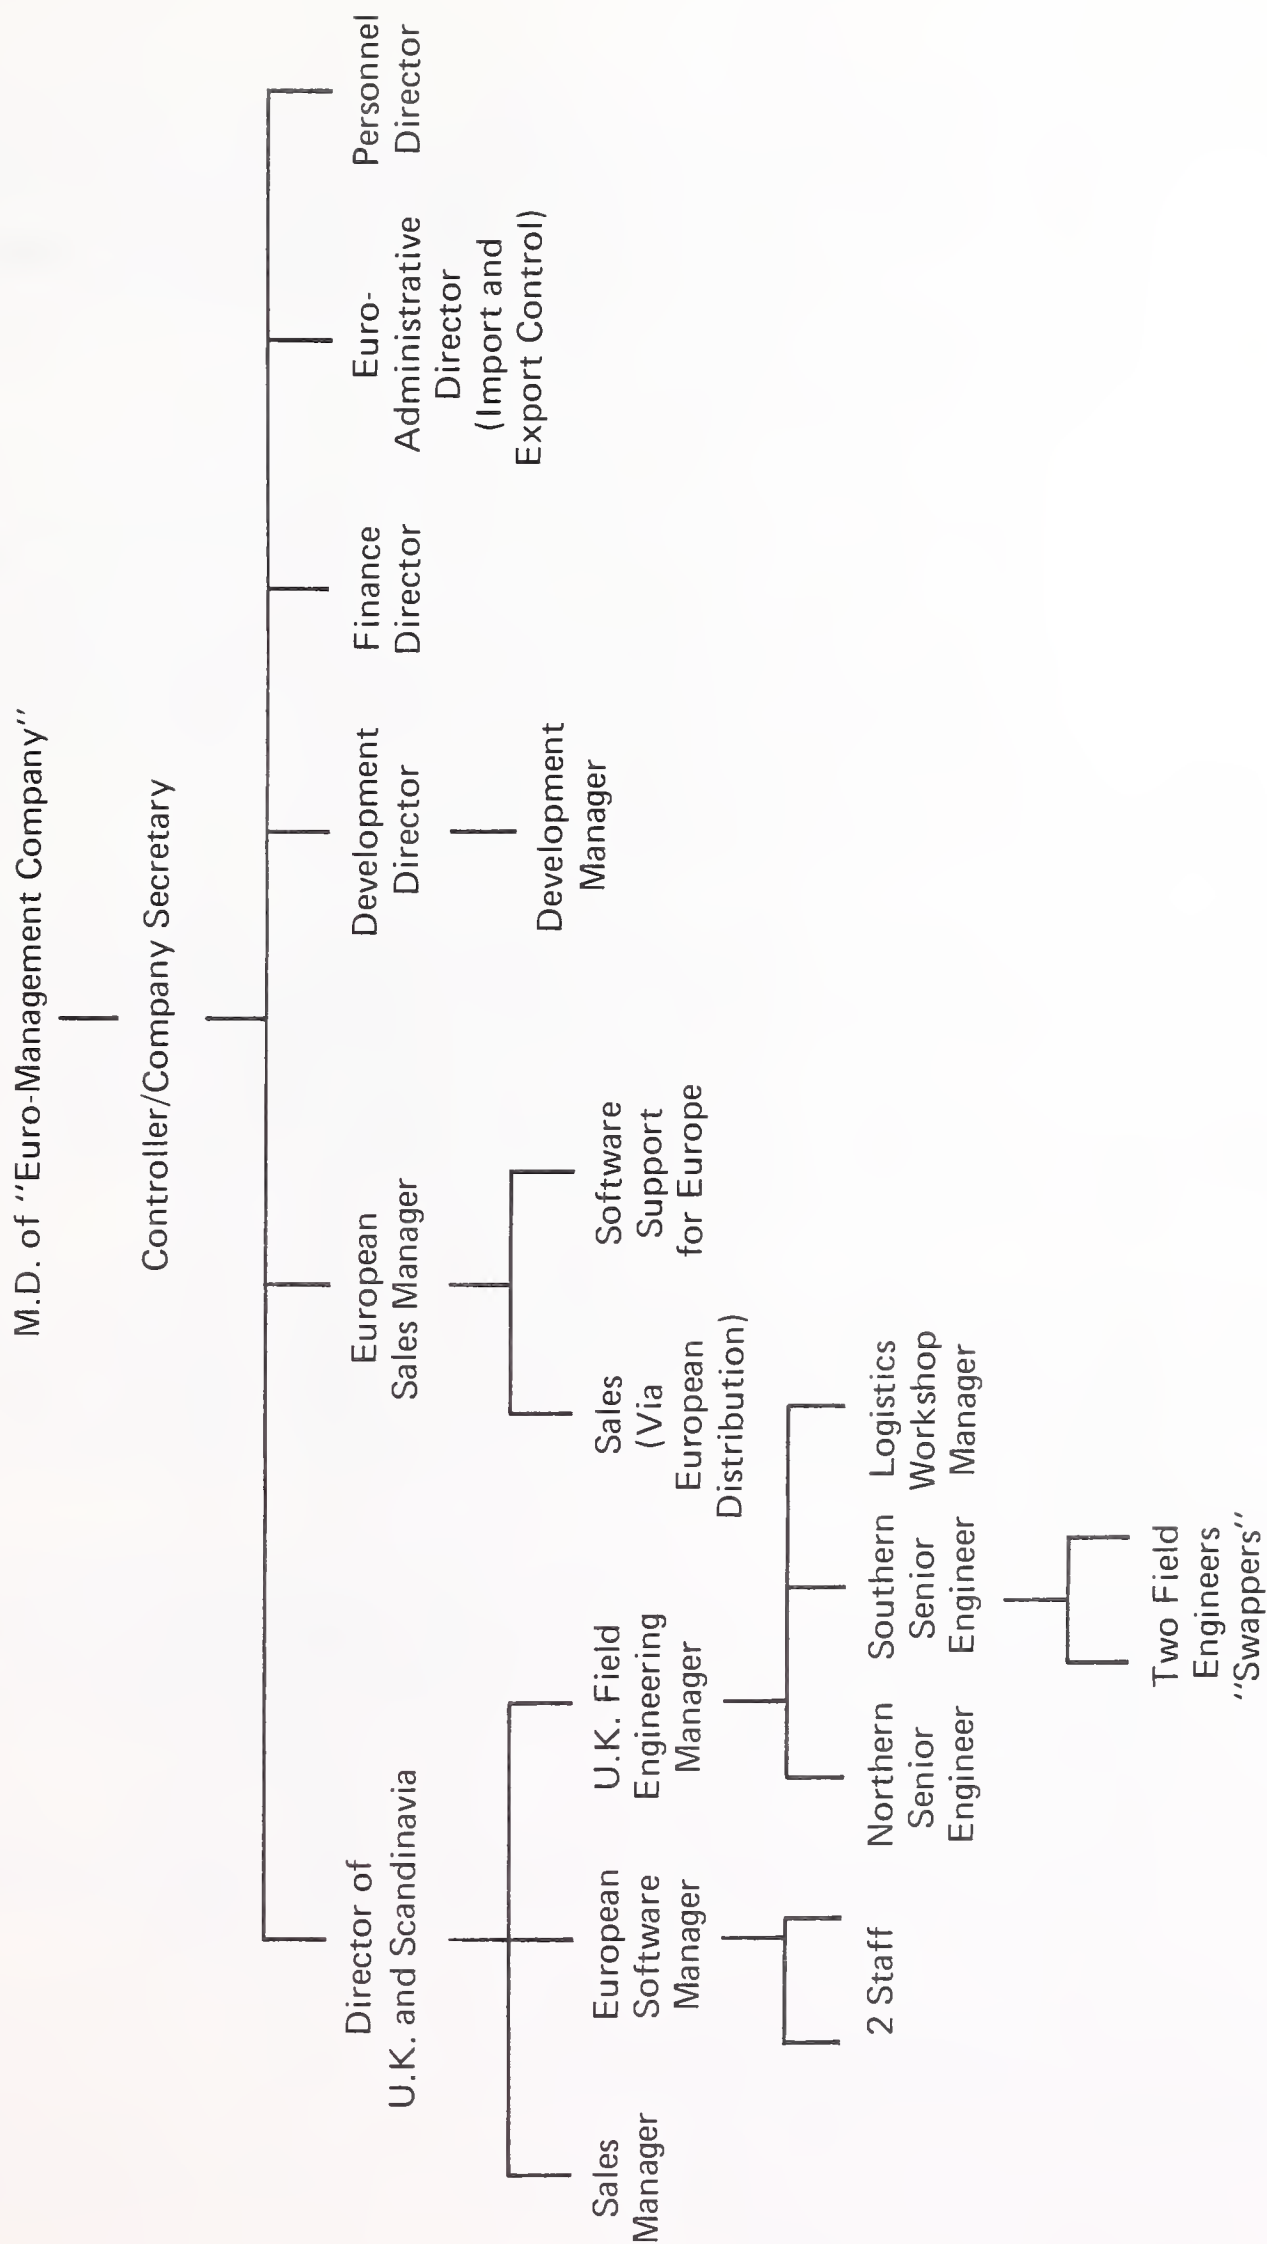 M.D. of "Euro-Management Company"
Controller/Company Secretary
Director of
U.K. and Scandinavia
European
Sales Manager
Development
Director
Finance
Director
Euro-
Administrative
Director
(Import and
Export Control)
Personnel
Director
Sales
Manager
European
Software
Manager
U.K. Field
Engineering
Manager
Sales
(Via
European
Distribution)
Software
Support
for Europe
Development
Manager
2 Staff
Northern
Senior
Engineer
Southern
Senior
Engineer
Logistics
Workshop
Manager
Two Field
Engineers
"Swappers"